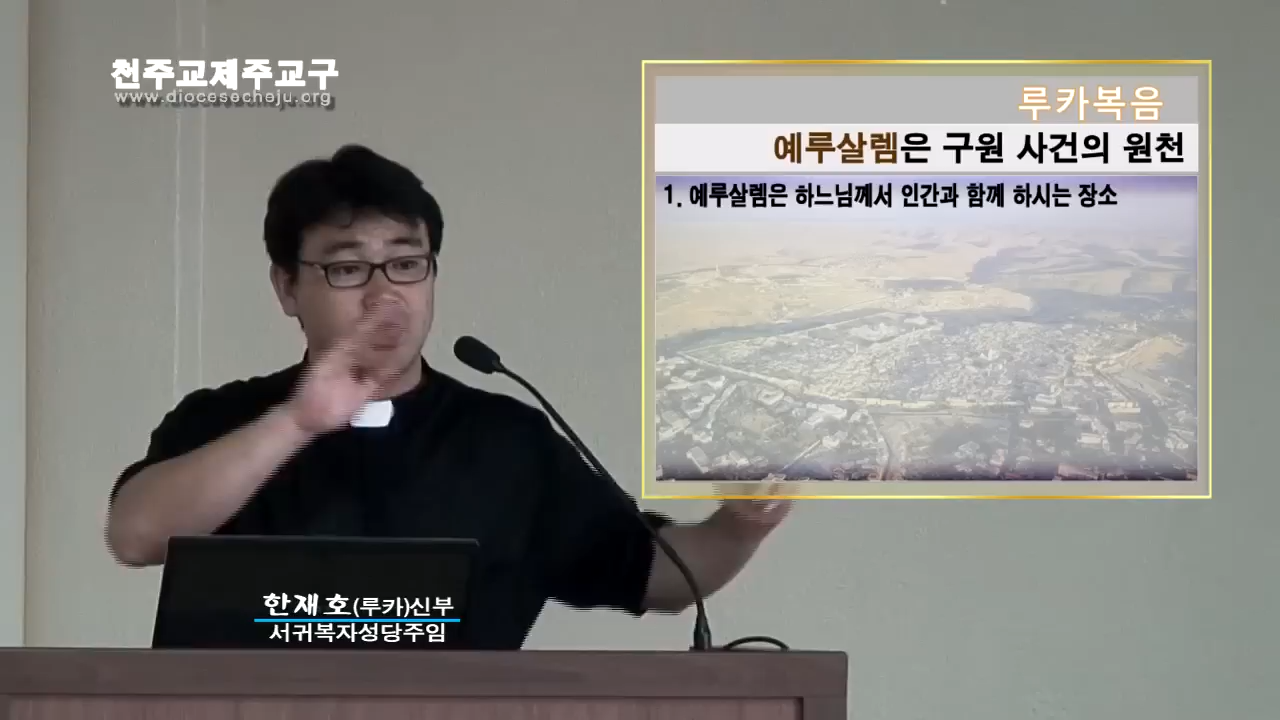 천주교제주교구
www.diocesecheju.org
루카복음
예루살렘은 구원 사건의 원천
1. 예루살렘은 하느님께서 인간과 함께 하시는 장소
한재호(루카)신부
서귀복자성당주임